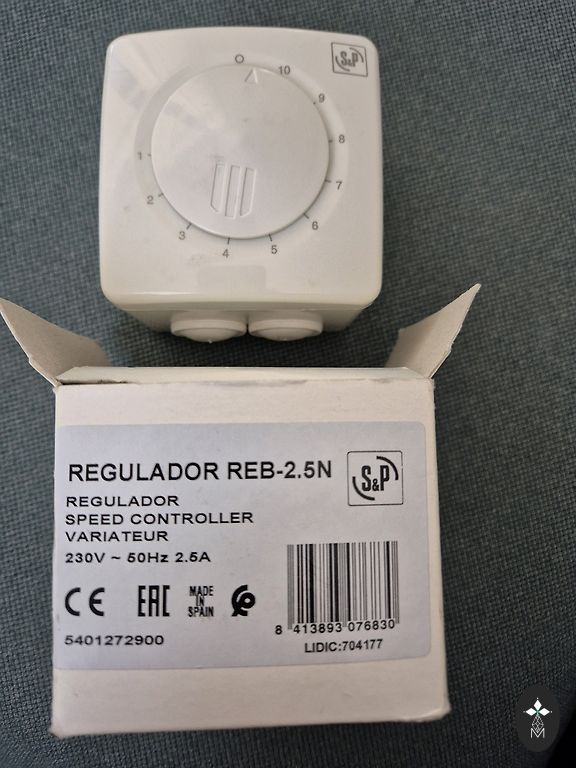 0
10
9
8
7
6
5
4
3
2
1
S&P
REGULADOR REB-2.5N
S&P
REGULADOR
SPEED CONTROLLER
VARIATEUR
230V ~ 50Hz 2.5A
CE
EAC
MADE
IN
SPAIN
8 413893 076830
5401272900
LIDIC:704177